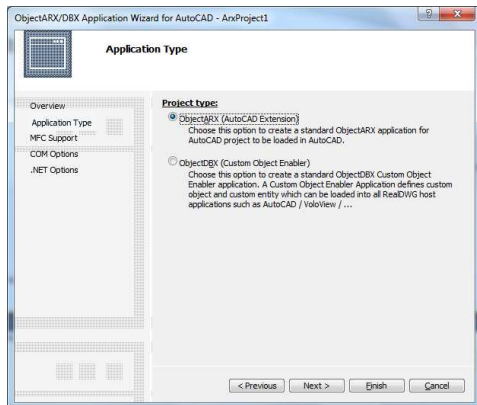 ObjectARX/DBX Application Wizard for AutoCAD - ArxProject1
Application Type
Overview
Application Type
MFC Support
COM Options
.NET Options
Project type:
ObjectARX (AutoCAD Extension)
Choose this option to create a standard ObjectARX application for
AutoCAD project to be loaded in AutoCAD.
ObjectDBX (Custom Object Enabler)
Choose this option to create a standard ObjectDBX Custom Object
Enabler application. A Custom Object Enabler Application defines custom
object and custom entity which can be loaded into all RealDWG host
applications such as AutoCAD / VoloView / ...
< Previous Next > Finish Cancel